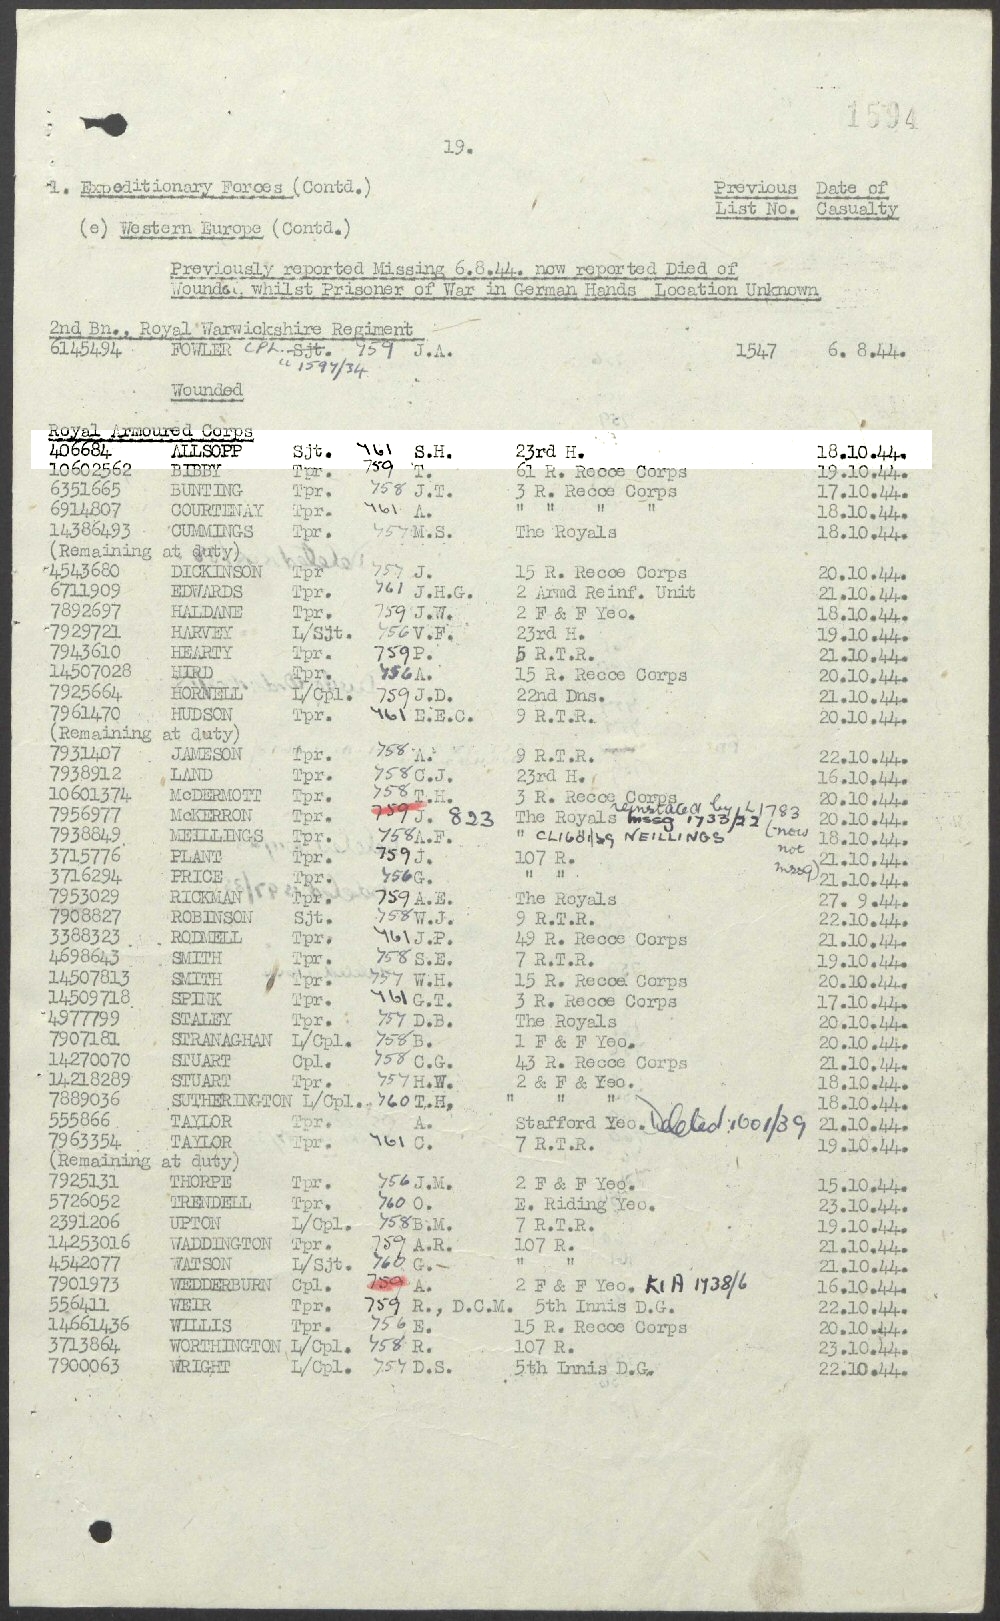 1594
19.
1. Expeditionary Forces (Contd.) Previous Date of
List No. Casualty
(e) Western Europe (Contd.)
Previously reported Missing 6.8.44. now reported Died of
Wounds, whilst Prisoner of War in German Hands Location Unknown
2nd Bn., Royal Warwickshire Regiment
6145494 FOWLER CPL. Sjt. 759 J.A. 1547 6. 8.44.
" 1597/34
Wounded
Royal Armoured Corps
406684 ALLSOPP Sjt. 761 S.H. 23rd H. 18.10.44.
10602562 BIBBY Tpr. 759 T. 61 R. Recce Corps 19.10.44.
6351665 BUNTING Tpr. 758 J.T. 3 R. Recce Corps 17.10.44.
6914807 COURTENAY Tpr. 761 A. " " " " 18.10.44.
14386493 CUMMINGS Tpr. 757 M.S. The Royals 18.10.44.
(Remaining at duty)
4543680 DICKINSON Tpr 757 J. 15 R. Recce Corps 20.10.44.
6711909 EDWARDS Tpr. 761 J.H.G. 2 Armd Reinf. Unit 21.10.44.
7892697 HALDANE Tpr. 759 J.W. 2 F & F Yeo. 18.10.44.
7929721 HARVEY L/Sjt. 756 V.F. 23rd H. 19.10.44.
7943610 HEARTY Tpr. 759 P. 5 R.T.R. 21.10.44.
14507028 HIRD Tpr. 756 A. 15 R. Recce Corps 20.10.44.
7925664 HORNELL L/Cpl. 759 J.D. 22nd Dns. 21.10.44.
7961470 HUDSON Tpr. 761 E.E.C. 9 R.T.R. 20.10.44.
(Remaining at duty)
7931407 JAMESON Tpr. 758 A. 9 R.T.R. 22.10.44.
7938912 LAND Tpr. 758 C.J. 23rd H. 16.10.44.
10601374 McDERMOTT Tpr. 758 T.H. 3 R. Recce Corps 20.10.44.
reinstated by L1783
7956977 McKERRON Tpr. 759 J. 823 The Royals mssg 1733/22 20.10.44.
(now not mssg)
7938849 MEILLINGS Tpr. 758 A.F. " NEILLINGS 18.10.44.
3715776 PLANT Tpr. 759 J. 107 R. 21.10.44.
3716294 PRICE Tpr. 756 G. " " 21.10.44.
7953029 RICKMAN Tpr. 759 A.E. The Royals 27. 9.44.
7908827 ROBINSON Sjt. 758 W.J. 9 R.T.R. 22.10.44.
3388323 RODMELL Tpr. 761 J.P. 49 R. Recce Corps 21.10.44.
4698643 SMITH Tpr. 758 S.E. 7 R.T.R. 19.10.44.
14507813 SMITH Tpr. 757 W.H. 15 R. Recce Corps 20.10.44.
14509718 SPINK Tpr. 761 G.T. 3 R. Recce Corps 17.10.44.
4977799 STALEY Tpr. 757 D.B. The Royals 20.10.44.
7907181 STRANAGHAN L/Cpl. 758 B. 1 F & F Yeo. 20.10.44.
14270070 STUART Cpl. 758 C.G. 43 R. Recce Corps 21.10.44.
14218289 STUART Tpr. 757 H.W. 2 & F & Yeo. 18.10.44.
7889036 SUTHERINGTON L/Cpl. 760 T.H, " " " 18.10.44.
555866 TAYLOR Tpr. A. Stafford Yeo. Deleted 1601/39 21.10.44.
7963354 TAYLOR Tpr. 761 C. 7 R.T.R. 19.10.44.
(Remaining at duty)
7925131 THORPE Tpr. 756 J.M. 2 F & F Yeo. 15.10.44.
5726052 TRENDELL Tpr. 760 O. E. Riding Yeo. 23.10.44.
2391206 UPTON L/Cpl. 758 B.M. 7 R.T.R. 19.10.44.
14253016 WADDINGTON Tpr. 759 A.R. 107 R. 21.10.44.
4542077 WATSON L/Sjt. 760 G. " " 21.10.44.
7901973 WEDDERBURN Cpl. 759 A. 2 F & F Yeo. KIA 1738/6 16.10.44.
556411 WEIR Tpr. 759 R., D.C.M. 5th Innis D.G. 22.10.44.
14661436 WILLIS Tpr. 756 E. 15 R. Recce Corps 20.10.44.
3713864 WORTHINGTON L/Cpl. 758 R. 107 R. 23.10.44.
7900063 WRIGHT L/Cpl. 757 D.S. 5th Innis D.G. 22.10.44.